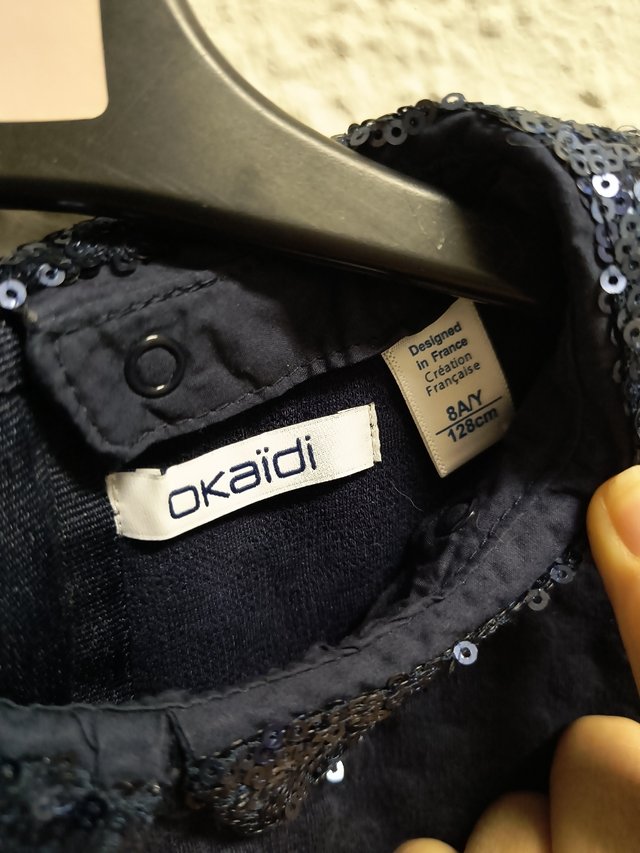 okaïdi
Designed
in France
Création
Française
8A/Y
128cm